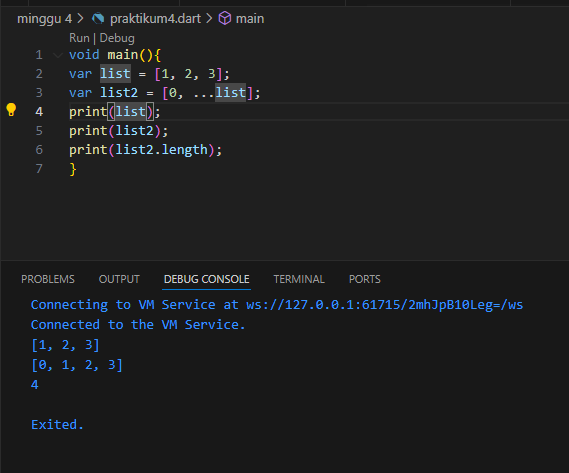 minggu 4 > praktikum4.dart > main
Run | Debug
1 void main(){
2 var list = [1, 2, 3];
3 var list2 = [0, ...list];
4 print(list);
5 print(list2);
6 print(list2.length);
7 }
PROBLEMS OUTPUT DEBUG CONSOLE TERMINAL PORTS
Connecting to VM Service at ws://127.0.0.1:61715/2mhJpB10Leg=/ws
Connected to the VM Service.
[1, 2, 3]
[0, 1, 2, 3]
4
Exited.